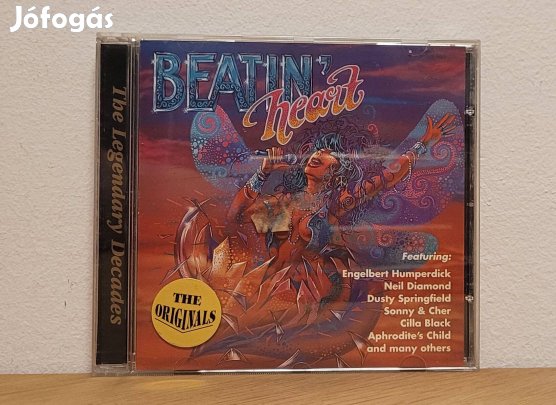 Jófogás
BEATIN'
heart
The Legendary Decades
Featuring:
Engelbert Humperdick
Neil Diamond
Dusty Springfield
Sonny & Cher
Cilla Black
Aphrodite's Child
and many others
THE
ORIGINALS